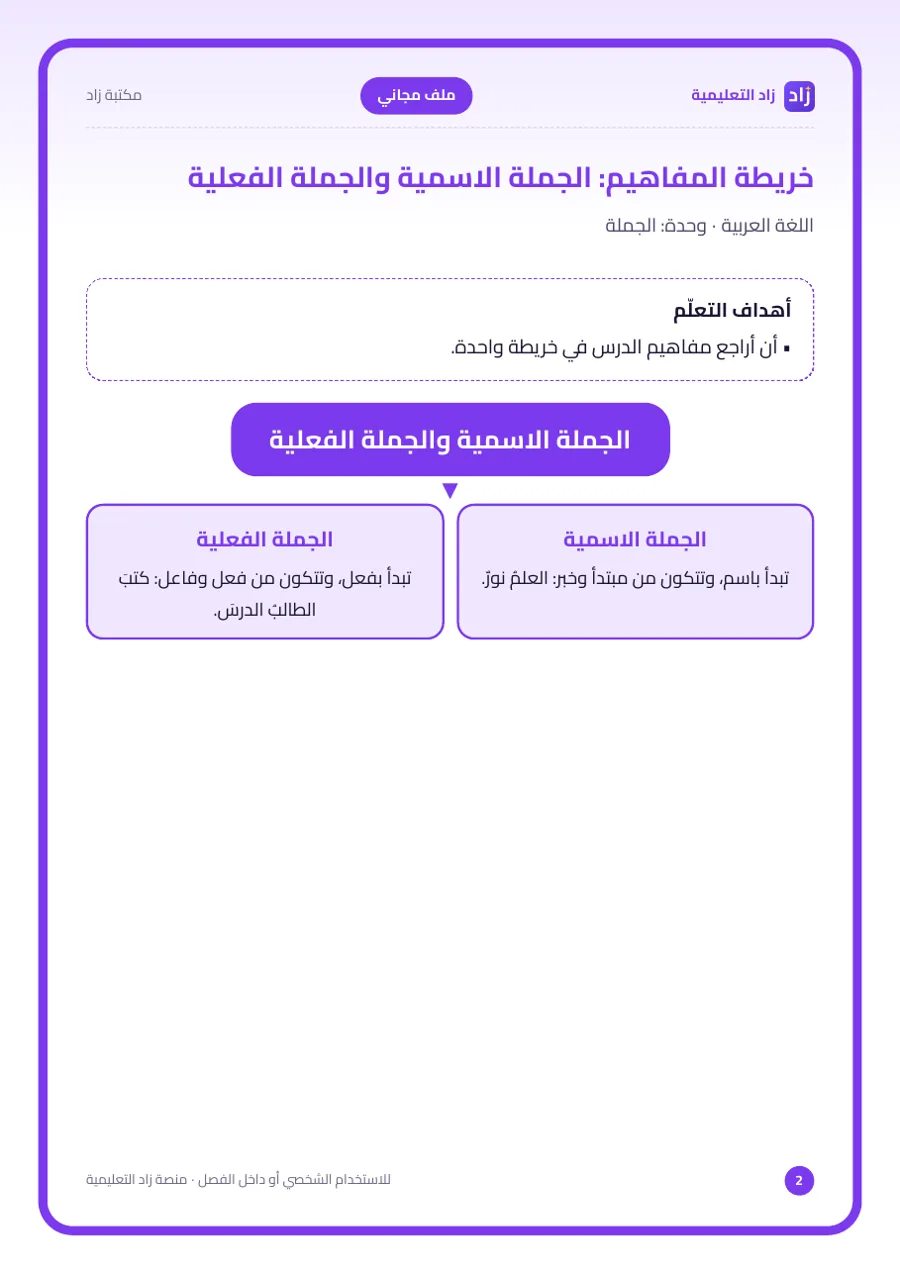 زاد
زاد التعليمية
ملف مجاني
مكتبة زاد
خريطة المفاهيم: الجملة الاسمية والجملة الفعلية
اللغة العربية · وحدة: الجملة
أهداف التعلّم
▪ أن أراجع مفاهيم الدرس في خريطة واحدة.
الجملة الاسمية والجملة الفعلية
الجملة الاسمية
تبدأ باسم، وتتكون من مبتدأ وخبر: العلمُ نورٌ.
الجملة الفعلية
تبدأ بفعل، وتتكون من فعل وفاعل: كتبَ
الطالبُ الدرسَ.
2
للاستخدام الشخصي أو داخل الفصل · منصة زاد التعليمية